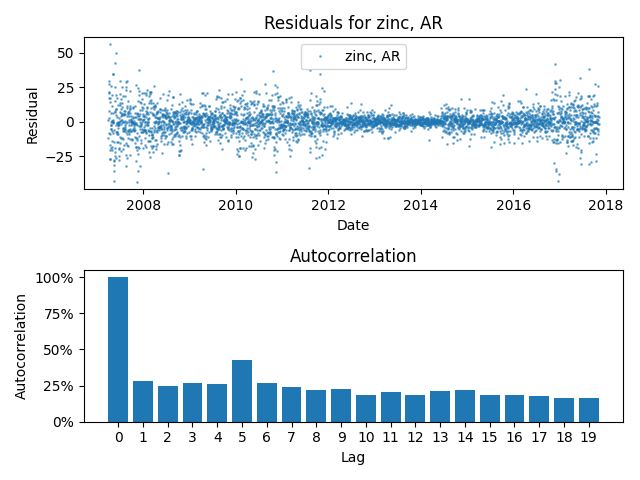 Residuals for zinc, AR
zinc, AR
50
25
0
−25
Residual
2008 2010 2012 2014 2016 2018
Date
Autocorrelation
100%
75%
50%
25%
0%
Autocorrelation
0 1 2 3 4 5 6 7 8 9 10 11 12 13 14 15 16 17 18 19
Lag